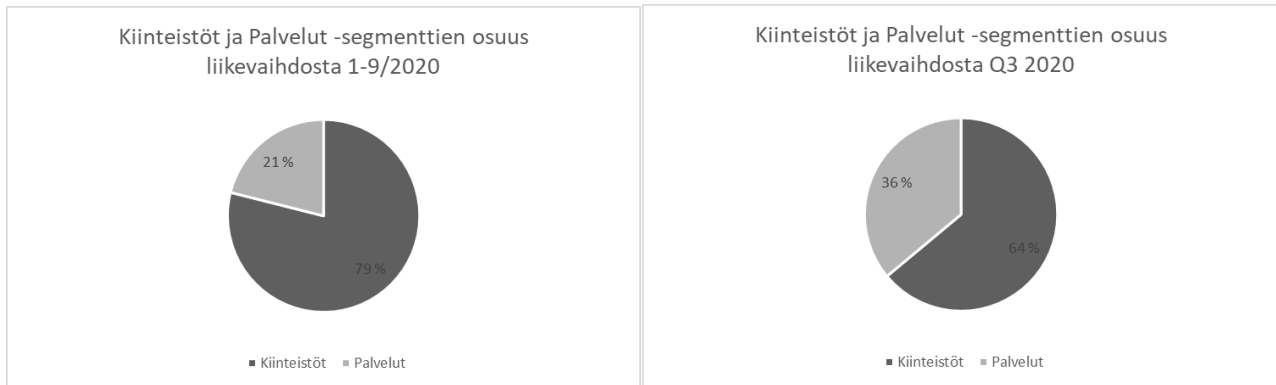 Kiinteistöt ja Palvelut -segmenttien osuus
liikevaihdosta 1-9/2020
21 %
79 %
■ Kiinteistöt ■ Palvelut
Kiinteistöt ja Palvelut -segmenttien osuus
liikevaihdosta Q3 2020
36 %
64 %
■ Kiinteistöt ■ Palvelut